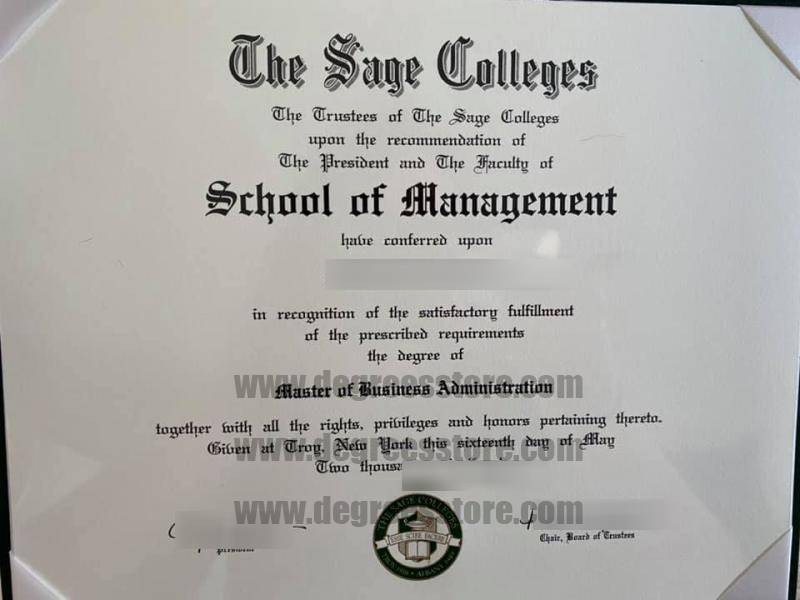 The Sage Colleges
The Trustees of The Sage Colleges
upon the recommendation of
The President and The Faculty of
School of Management
have conferred upon
in recognition of the satisfactory fulfillment
of the prescribed requirements
the degree of
www.degreesstore.com
Master of Business Administration
together with all the rights, privileges and honors pertaining thereto.
Given at Troy, New York this sixteenth day of May
www.degreesstore.com
Two thousa
www.degreesstore.com
THE SAGE COLLEGES
Chair, Board of Trustees